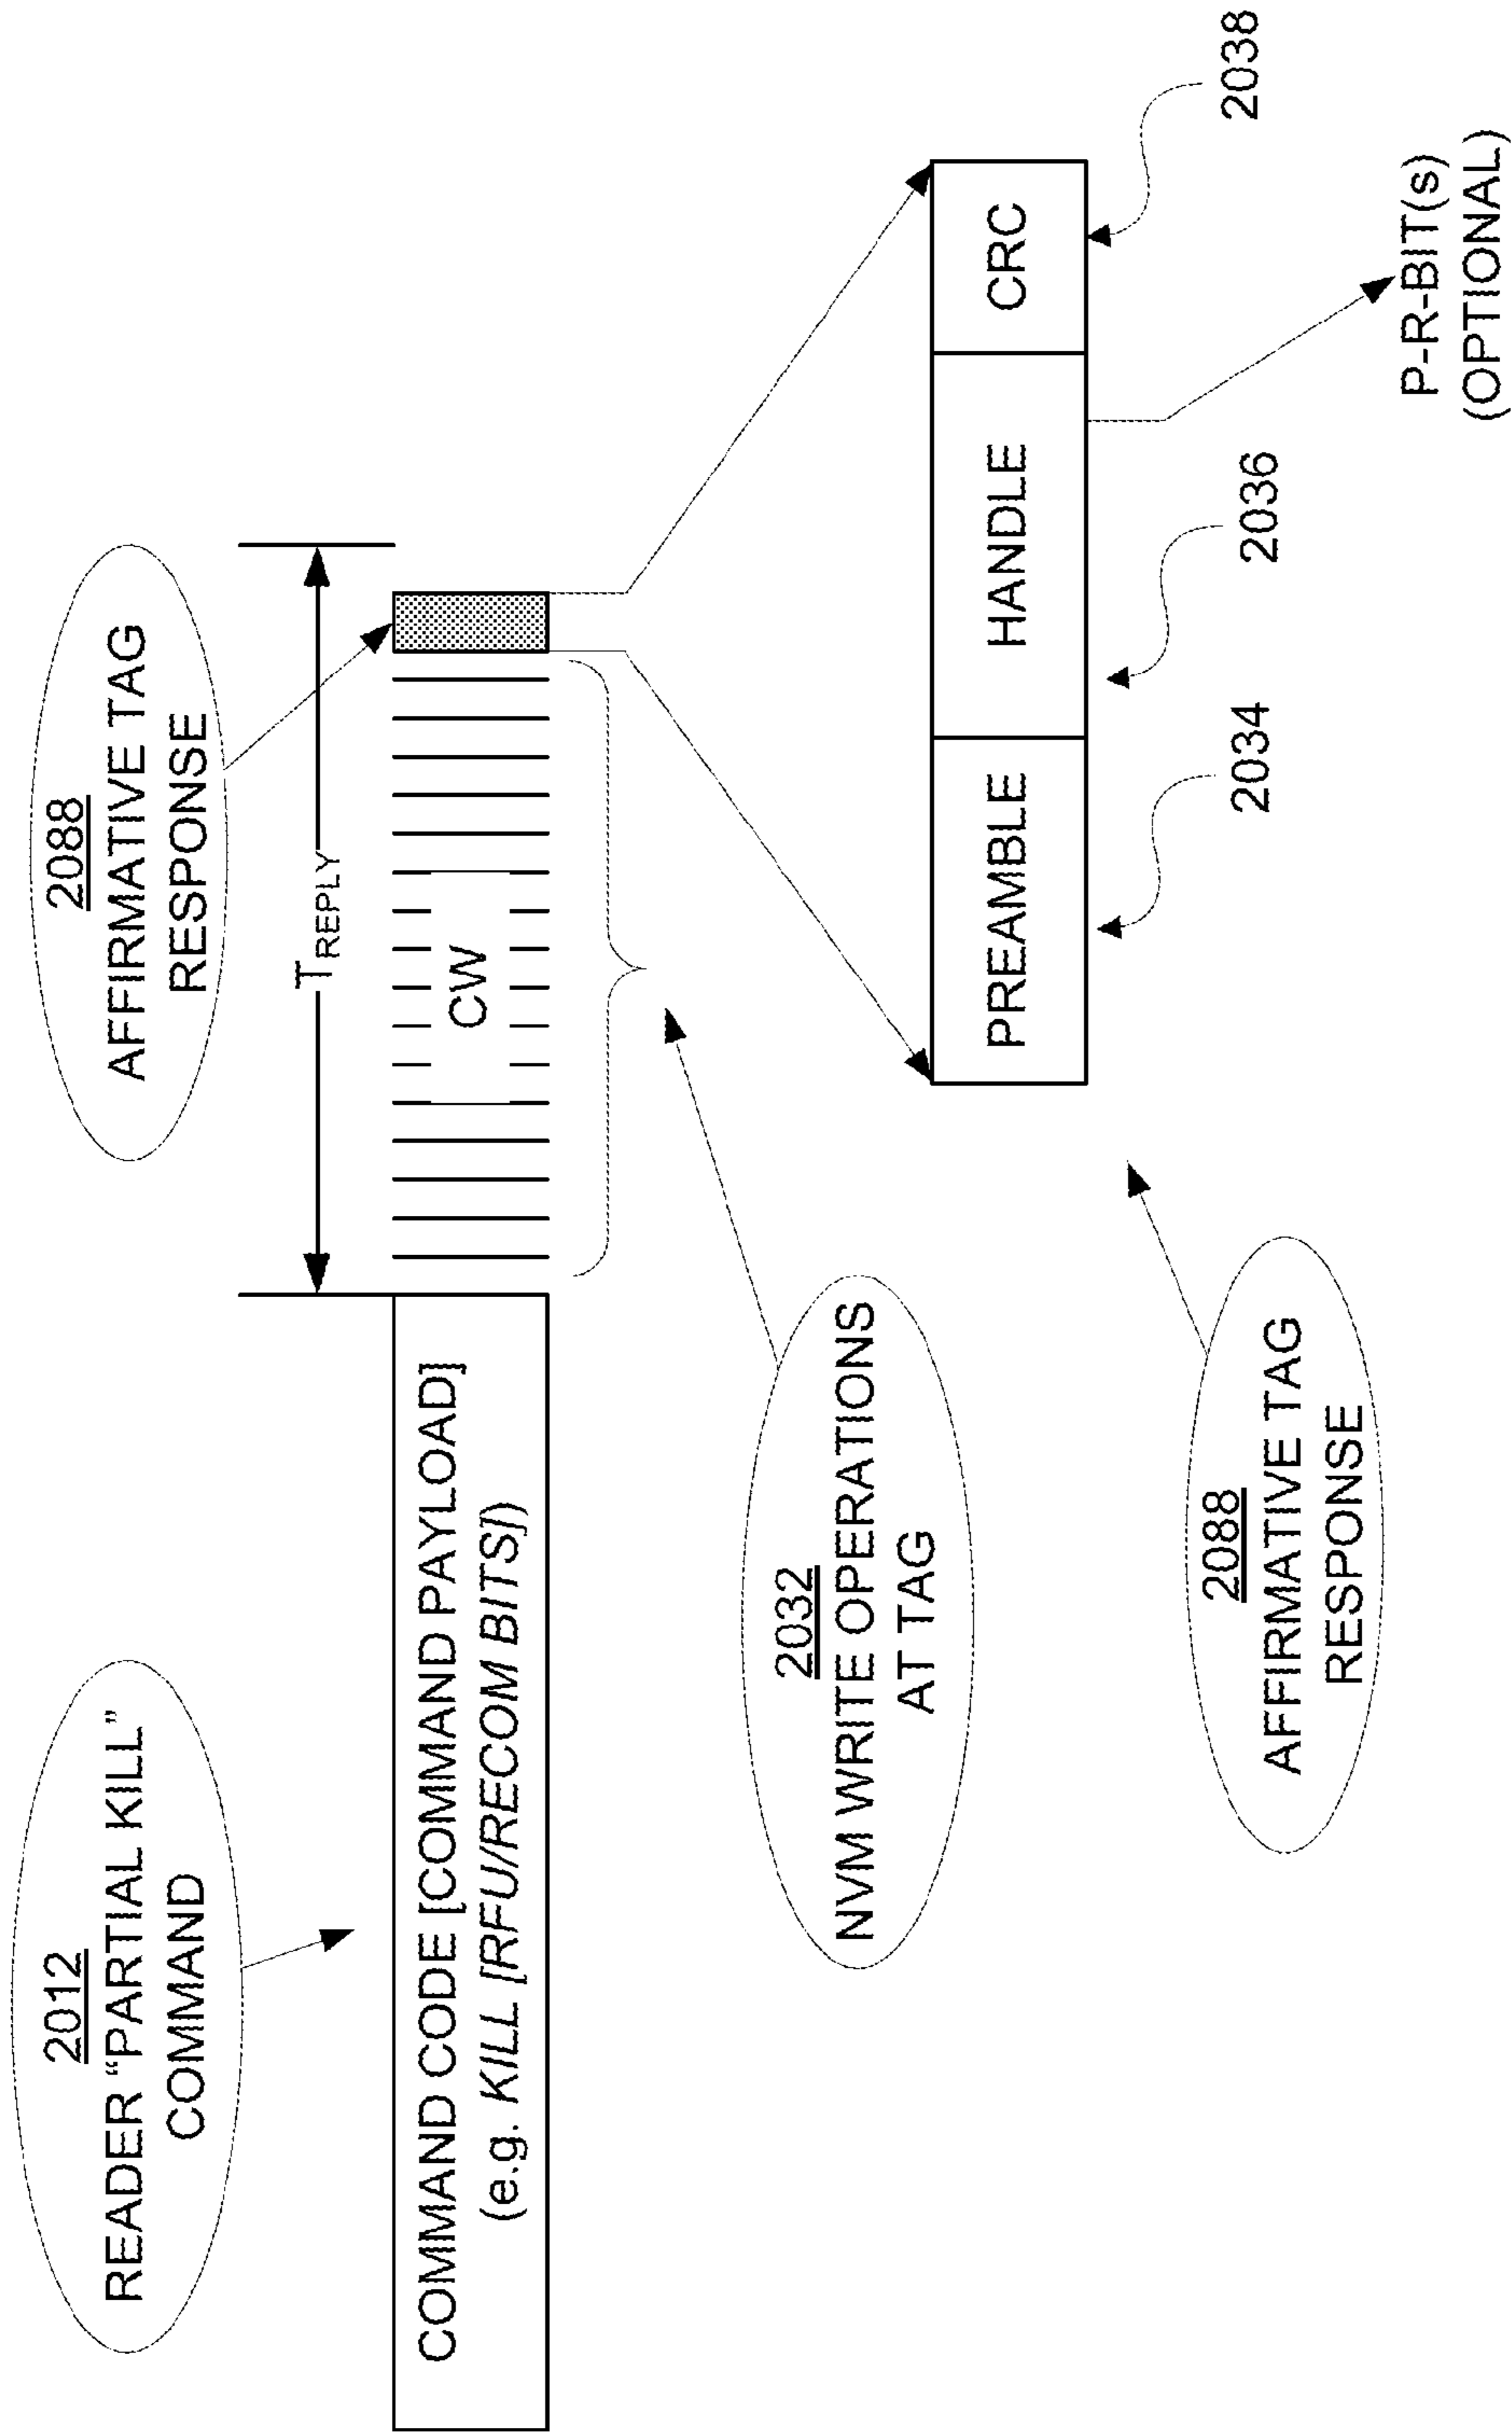 2012
READER “PARTIAL KILL”
COMMAND
2088
AFFIRMATIVE TAG
RESPONSE
TREPLY
COMMAND CODE [COMMAND PAYLOAD]
(e.g. KILL [RFU/RECOM BITS])
CW
2032
NVM WRITE OPERATIONS
AT TAG
PREAMBLE
HANDLE
CRC
2034
2036
2038
2088
AFFIRMATIVE TAG
RESPONSE
P-R-BIT(s)
(OPTIONAL)